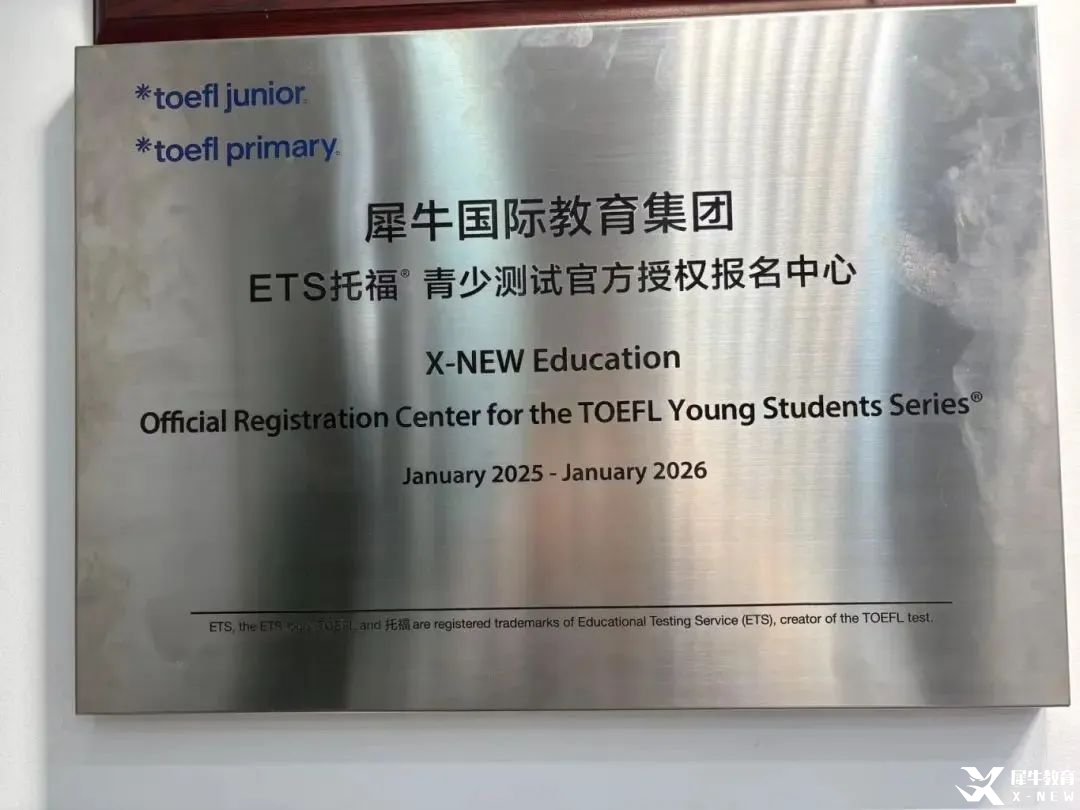 *toefl junior®
*toefl primary®
犀牛国际教育集团
ETS托福® 青少测试官方授权报名中心
X-NEW Education
Official Registration Center for the TOEFL Young Students Series®
January 2025 - January 2026
ETS, the ETS logo, TOEFL and 托福 are registered trademarks of Educational Testing Service (ETS), creator of the TOEFL test.
犀牛教育
X-NEW